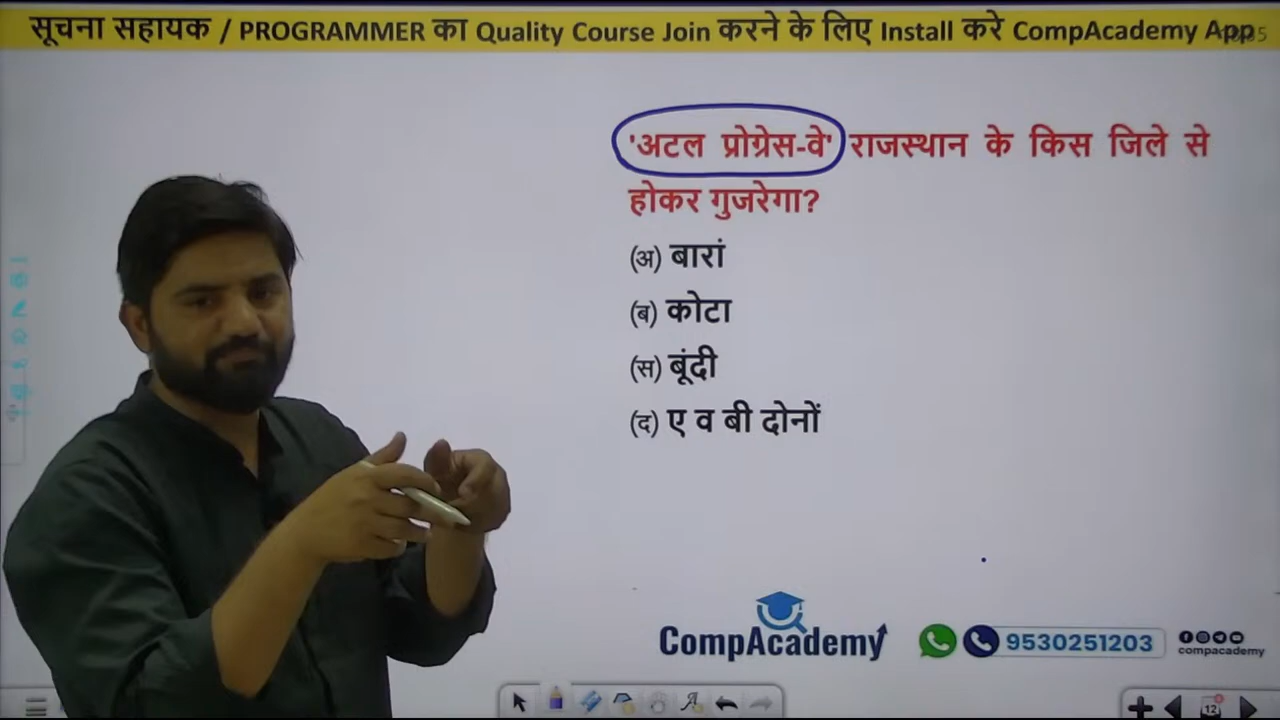 सूचना सहायक / PROGRAMMER का Quality Course Join करने के लिए Install करे CompAcademy App
'अटल प्रोग्रेस-वे' राजस्थान के किस जिले से
होकर गुजरेगा?
(अ) बारां
(ब) कोटा
(स) बूंदी
(द) ए व बी दोनों
CompAcademy
9530251203
compacademy
12